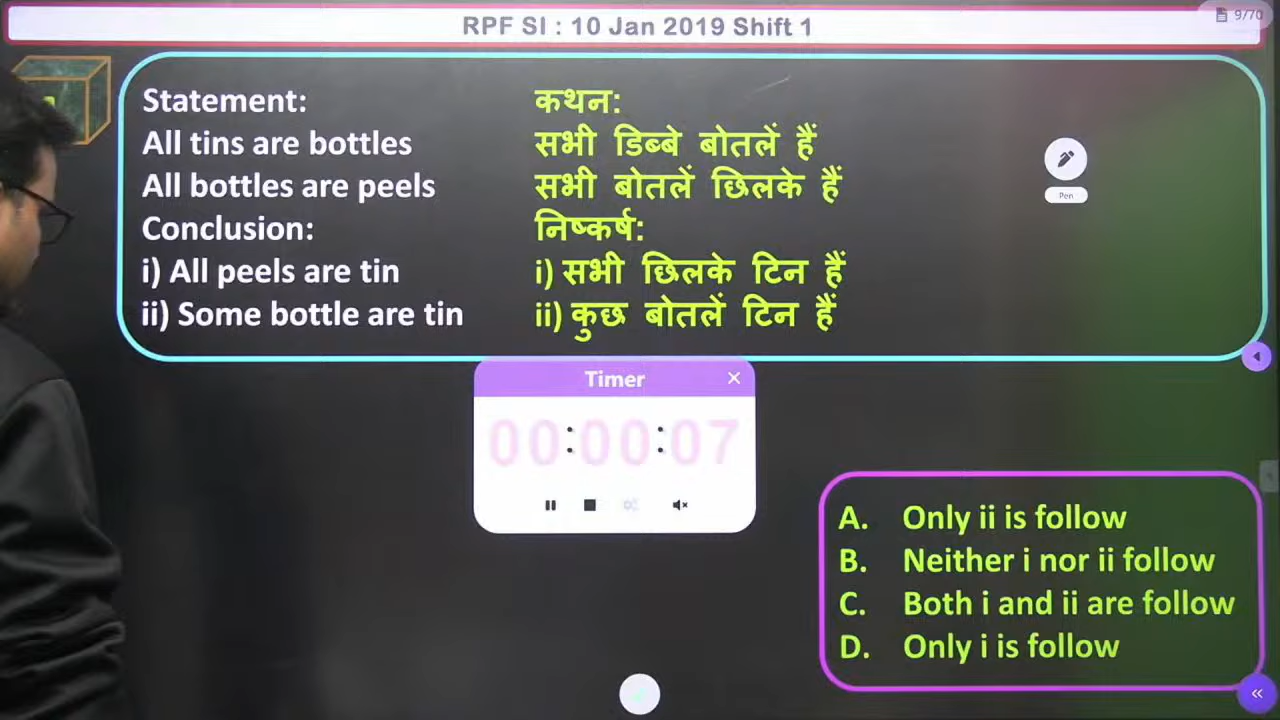 RPF SI : 10 Jan 2019 Shift 1
9/70
Statement:
All tins are bottles
All bottles are peels
Conclusion:
i) All peels are tin
ii) Some bottle are tin
कथन:
सभी डिब्बे बोतलें हैं
सभी बोतलें छिलके हैं
निष्कर्ष:
i) सभी छिलके टिन हैं
ii) कुछ बोतलें टिन हैं
Pen
Timer
00:00:07
A. Only ii is follow
B. Neither i nor ii follow
C. Both i and ii are follow
D. Only i is follow